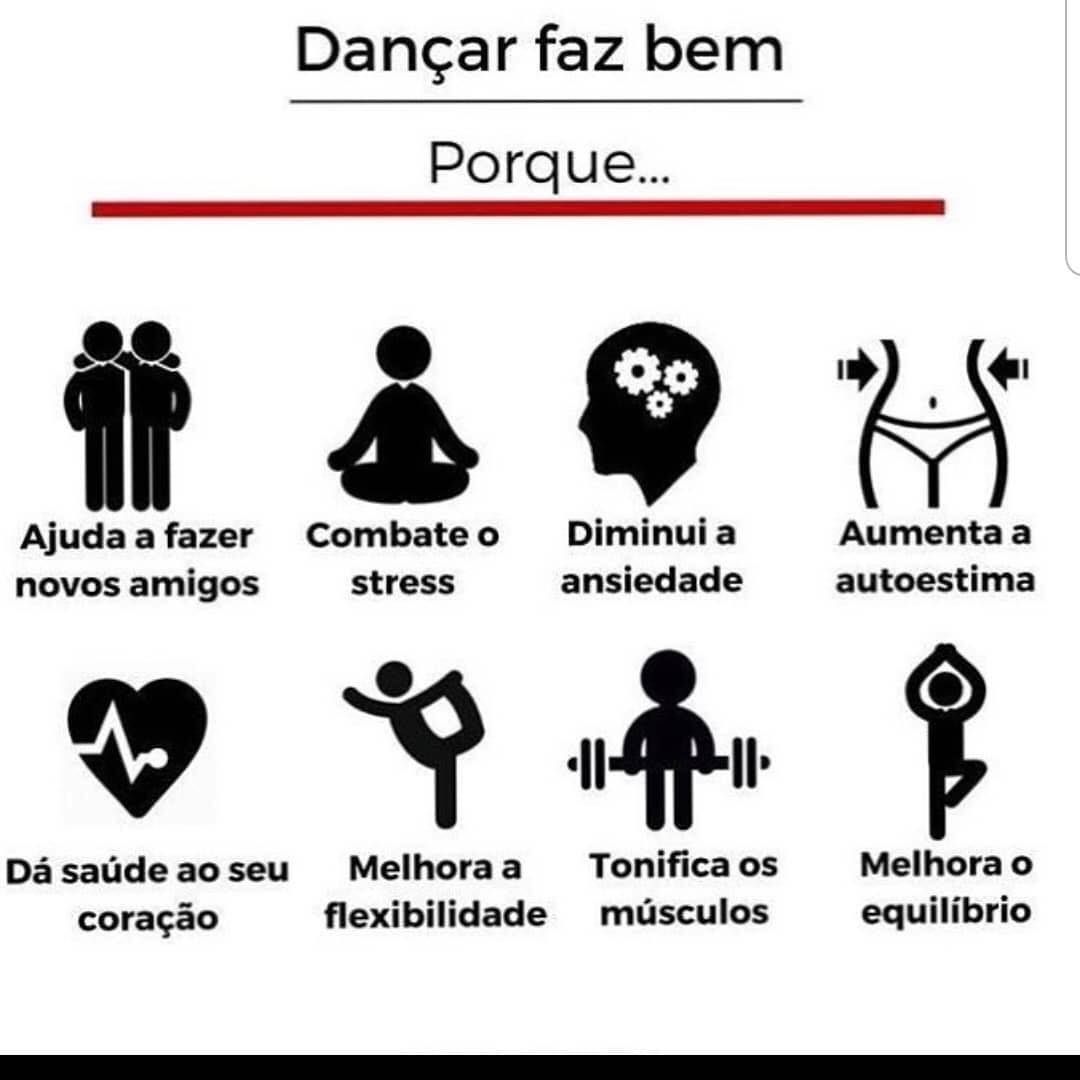 Dançar faz bem
Porque...
Ajuda a fazer
novos amigos
Combate o
stress
Diminui a
ansiedade
Aumenta a
autoestima
Dá saúde ao seu
coração
Melhora a
flexibilidade
Tonifica os
músculos
Melhora o
equilíbrio